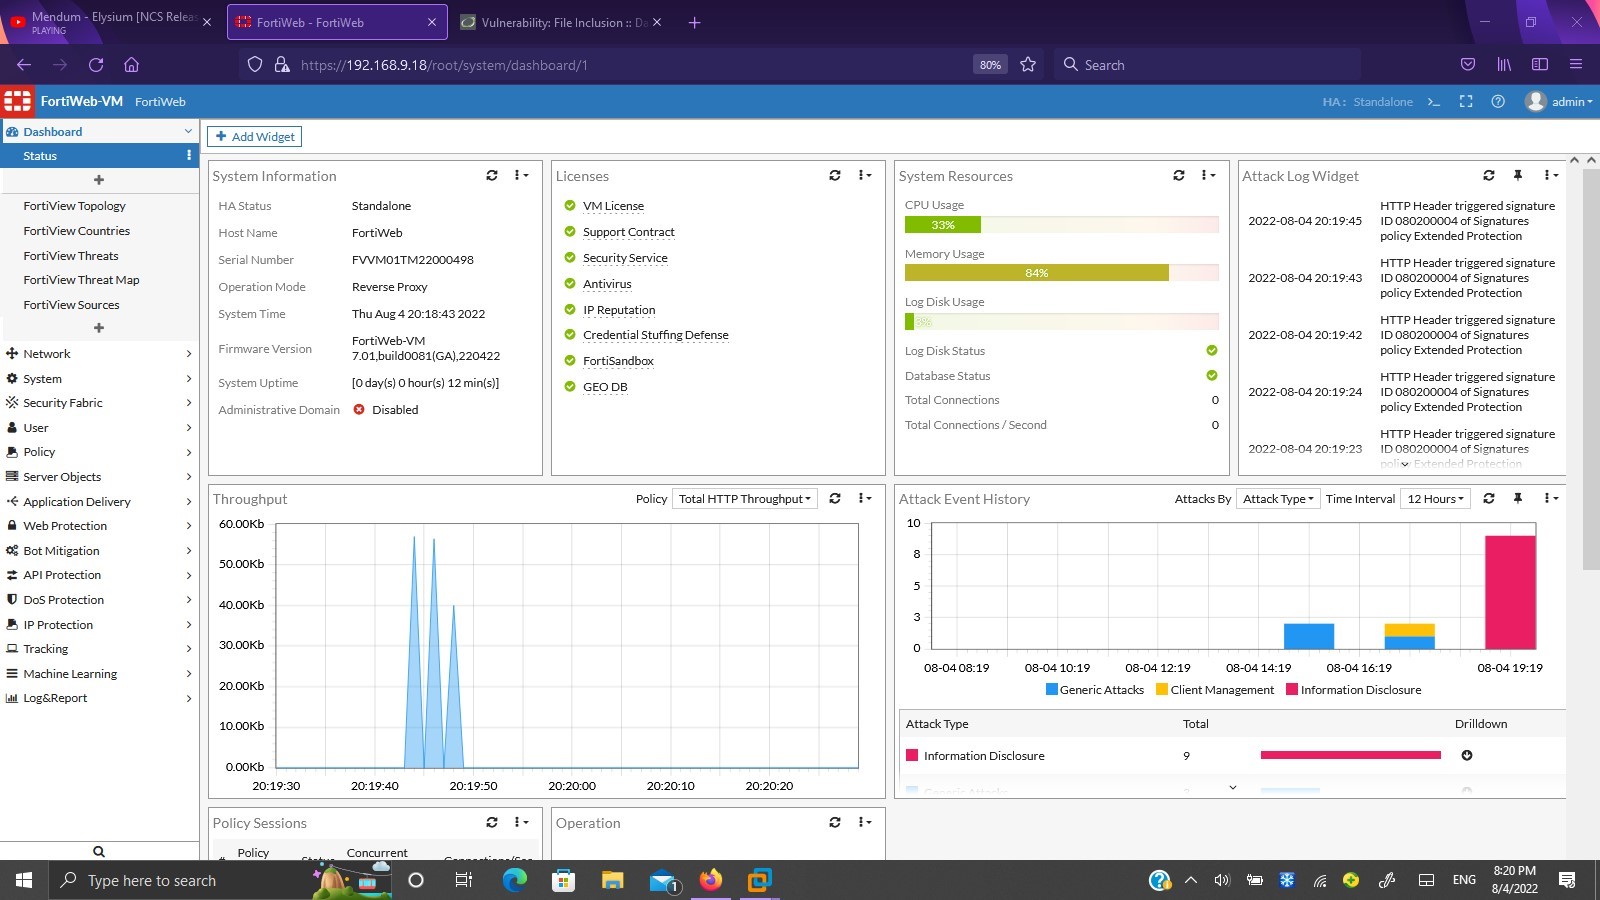 Mendum - Elysium [NCS Releas
PLAYING
FortiWeb - FortiWeb
Vulnerability: File Inclusion :: Da
https://192.168.9.18/root/system/dashboard/1
80%
Search
FortiWeb-VM FortiWeb
HA: Standalone
admin
Dashboard
Status
FortiView Topology
FortiView Countries
FortiView Threats
FortiView Threat Map
FortiView Sources
Network
System
Security Fabric
User
Policy
Server Objects
Application Delivery
Web Protection
Bot Mitigation
API Protection
DoS Protection
IP Protection
Tracking
Machine Learning
Log&Report
+ Add Widget
System Information
HA Status Standalone
Host Name FortiWeb
Serial Number FVVM01TM22000498
Operation Mode Reverse Proxy
System Time Thu Aug 4 20:18:43 2022
Firmware Version FortiWeb-VM
7.01,build0081(GA),220422
System Uptime [0 day(s) 0 hour(s) 12 min(s)]
Administrative Domain Disabled
Licenses
VM License
Support Contract
Security Service
Antivirus
IP Reputation
Credential Stuffing Defense
FortiSandbox
GEO DB
System Resources
CPU Usage
33%
Memory Usage
84%
Log Disk Usage
3%
Log Disk Status
Database Status
Total Connections 0
Total Connections / Second 0
Attack Log Widget
2022-08-04 20:19:45 HTTP Header triggered signature
ID 080200004 of Signatures
policy Extended Protection
2022-08-04 20:19:43 HTTP Header triggered signature
ID 080200004 of Signatures
policy Extended Protection
2022-08-04 20:19:42 HTTP Header triggered signature
ID 080200004 of Signatures
policy Extended Protection
2022-08-04 20:19:24 HTTP Header triggered signature
ID 080200004 of Signatures
policy Extended Protection
2022-08-04 20:19:23 HTTP Header triggered signature
ID 080200004 of Signatures
policy Extended Protection
Throughput
Policy Total HTTP Throughput
60.00Kb
50.00Kb
40.00Kb
30.00Kb
20.00Kb
10.00Kb
0.00Kb
20:19:30 20:19:40 20:19:50 20:20:00 20:20:10 20:20:20
Attack Event History
Attacks By Attack Type Time Interval 12 Hours
10
8
5
3
0
08-04 08:19 08-04 10:19 08-04 12:19 08-04 14:19 08-04 16:19 08-04 19:19
Generic Attacks Client Management Information Disclosure
Attack Type Total Drilldown
Information Disclosure 9
Generic Attacks
Policy Sessions
# Policy Status Concurrent Connections/Sec
Operation
Type here to search
1
ENG
8:20 PM
8/4/2022